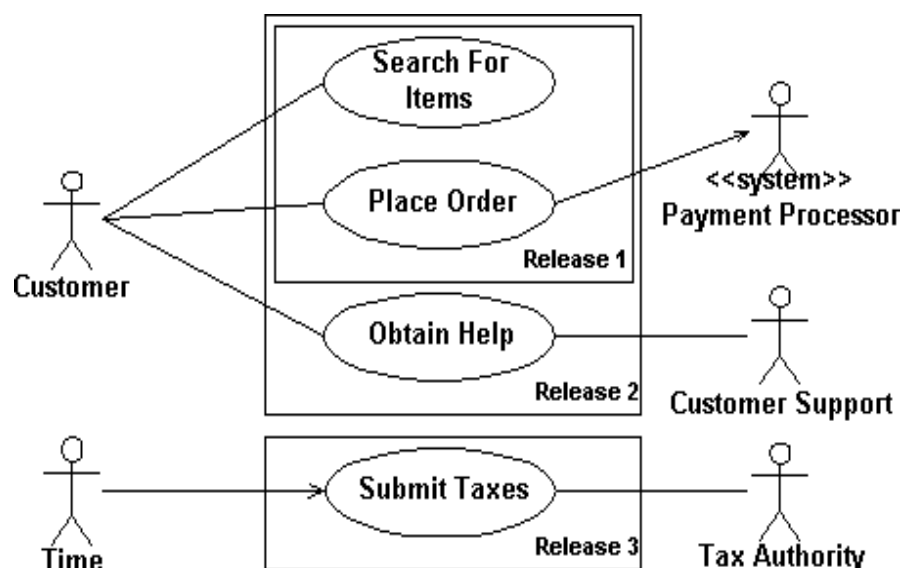 Search For
Items
Place Order
<<system>>
Payment Processor
Release 1
Customer
Obtain Help
Release 2
Customer Support
Submit Taxes
Release 3
Time
Tax Authority